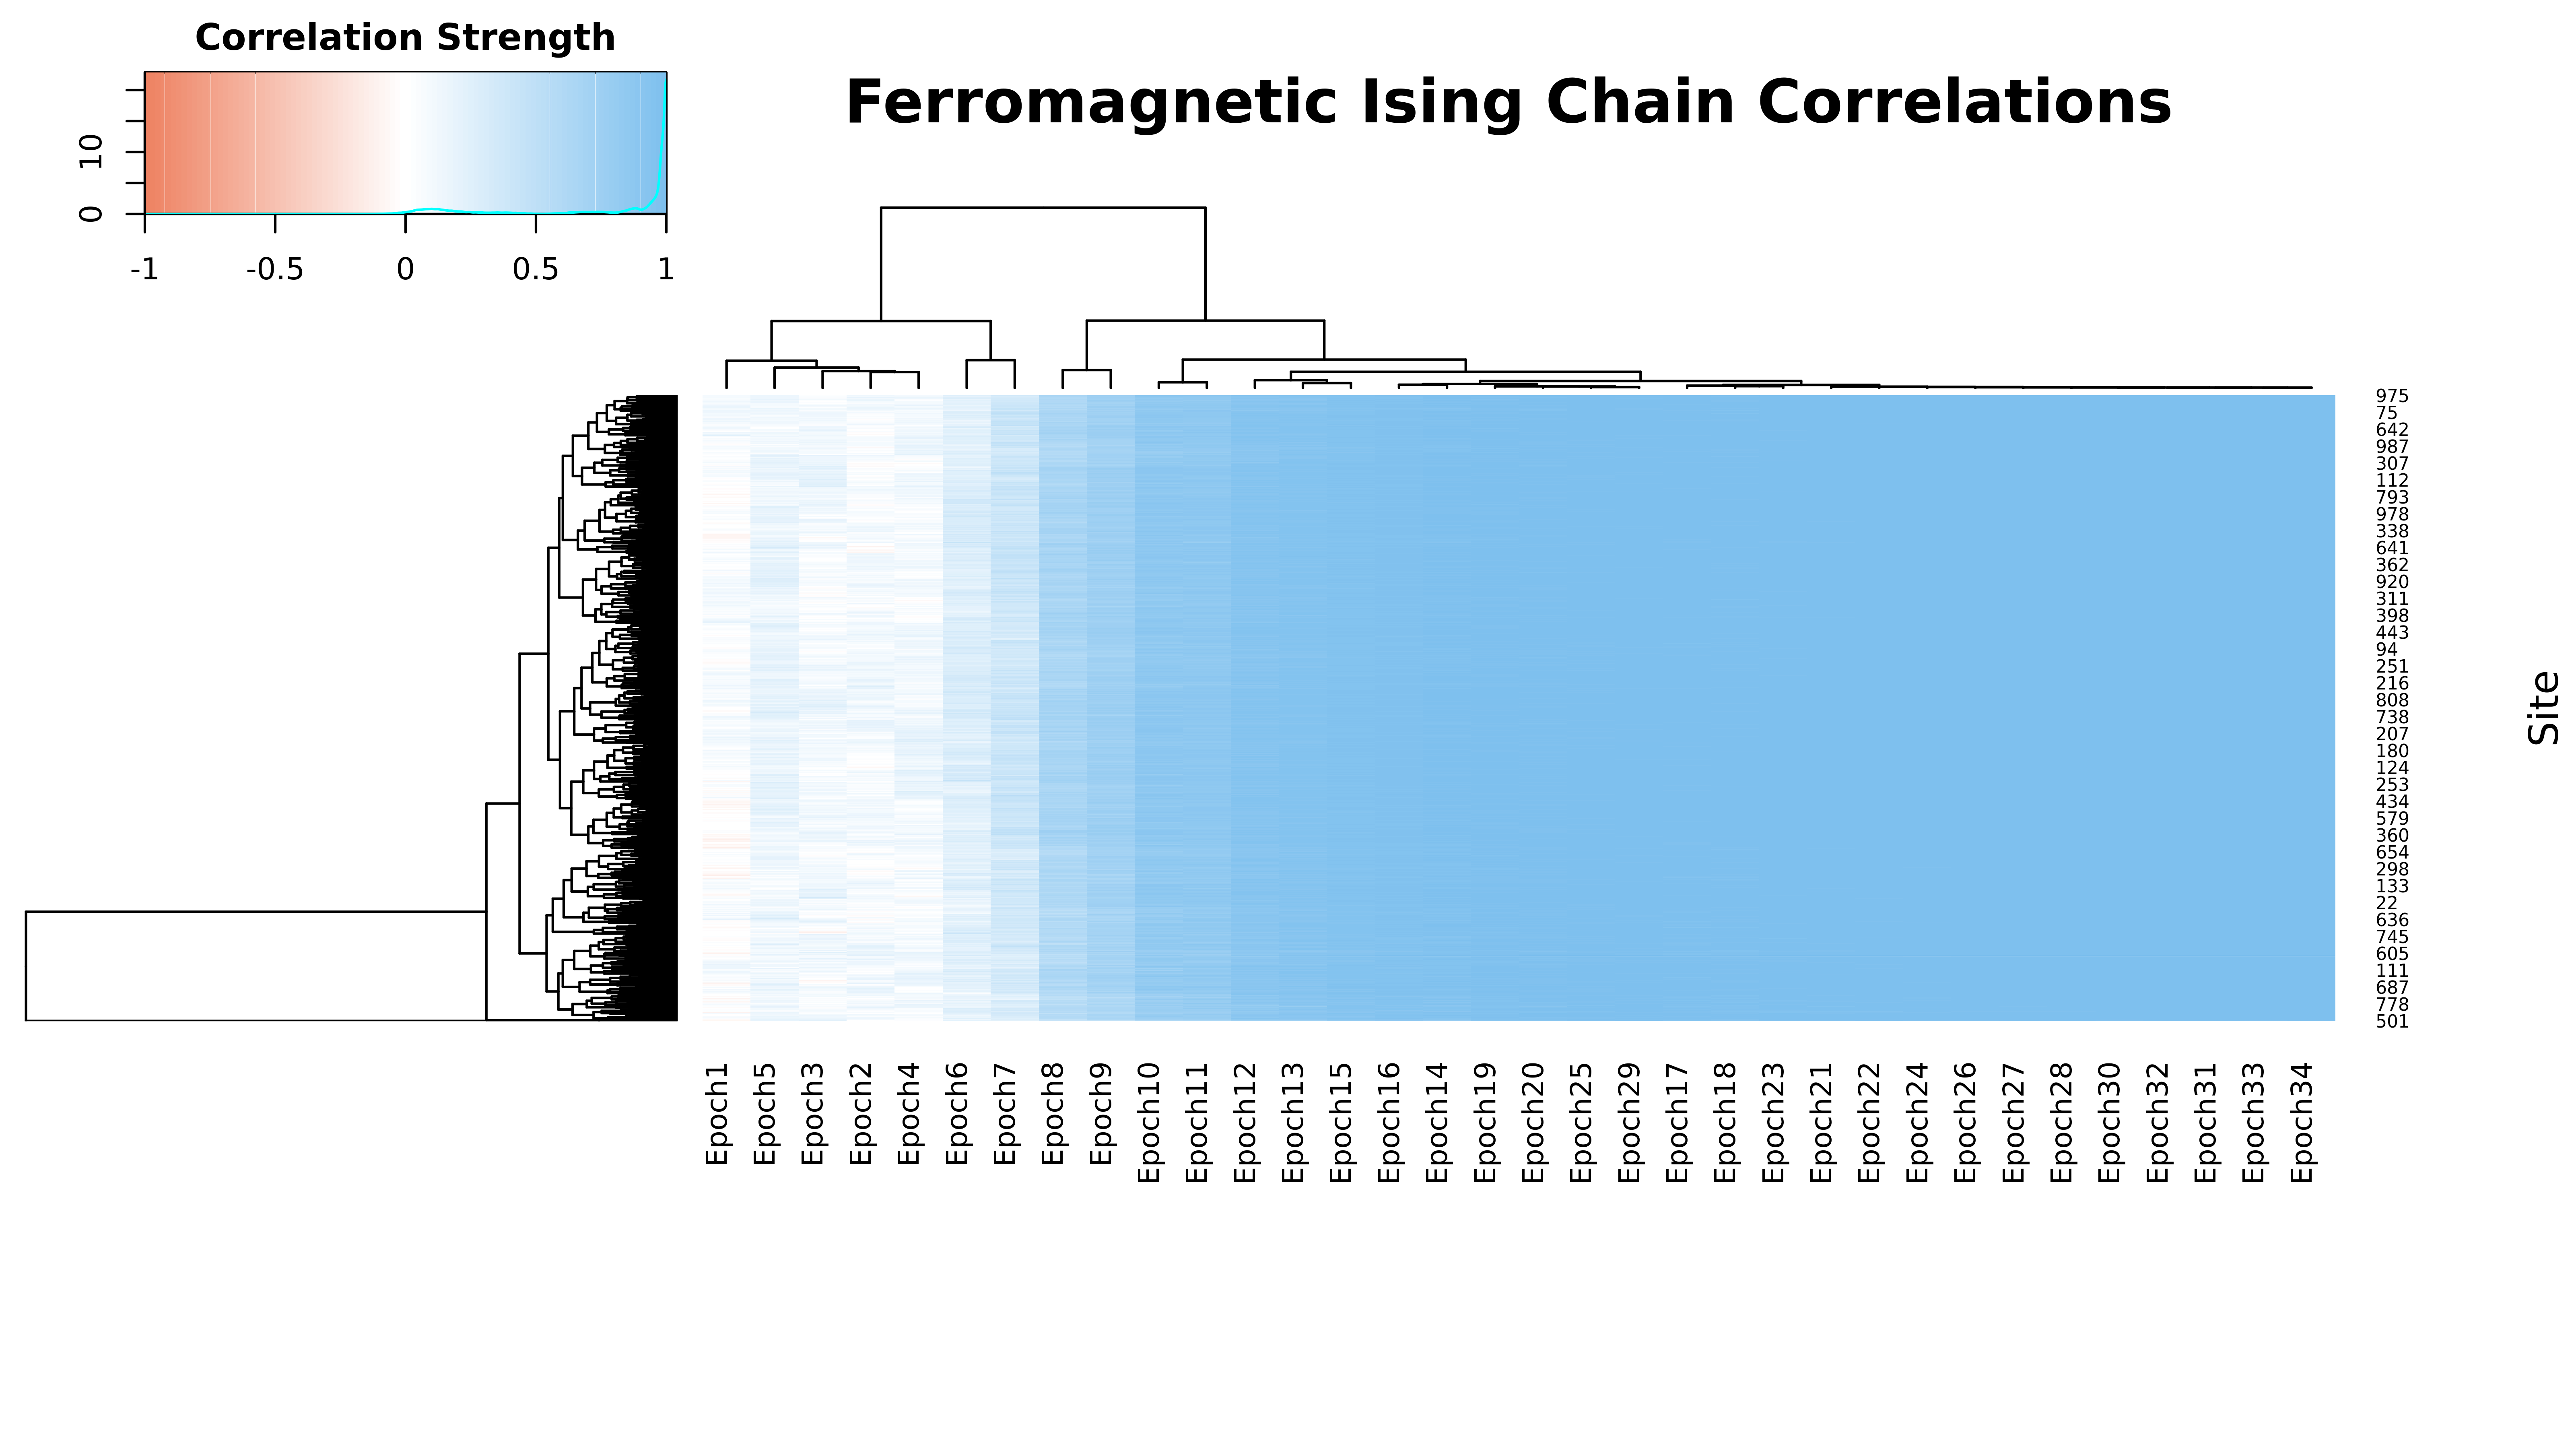 Correlation Strength
10
0
-1 -0.5 0 0.5 1
Ferromagnetic Ising Chain Correlations
975
75
642
987
307
112
793
978
338
641
362
920
311
398
443
94
251
216
808
738
207
180
124
253
434
579
360
654
298
133
22
636
745
605
111
687
778
501
Site
Epoch1
Epoch5
Epoch3
Epoch2
Epoch4
Epoch6
Epoch7
Epoch8
Epoch9
Epoch10
Epoch11
Epoch12
Epoch13
Epoch15
Epoch16
Epoch14
Epoch19
Epoch20
Epoch25
Epoch29
Epoch17
Epoch18
Epoch23
Epoch21
Epoch22
Epoch24
Epoch26
Epoch27
Epoch28
Epoch30
Epoch32
Epoch31
Epoch33
Epoch34